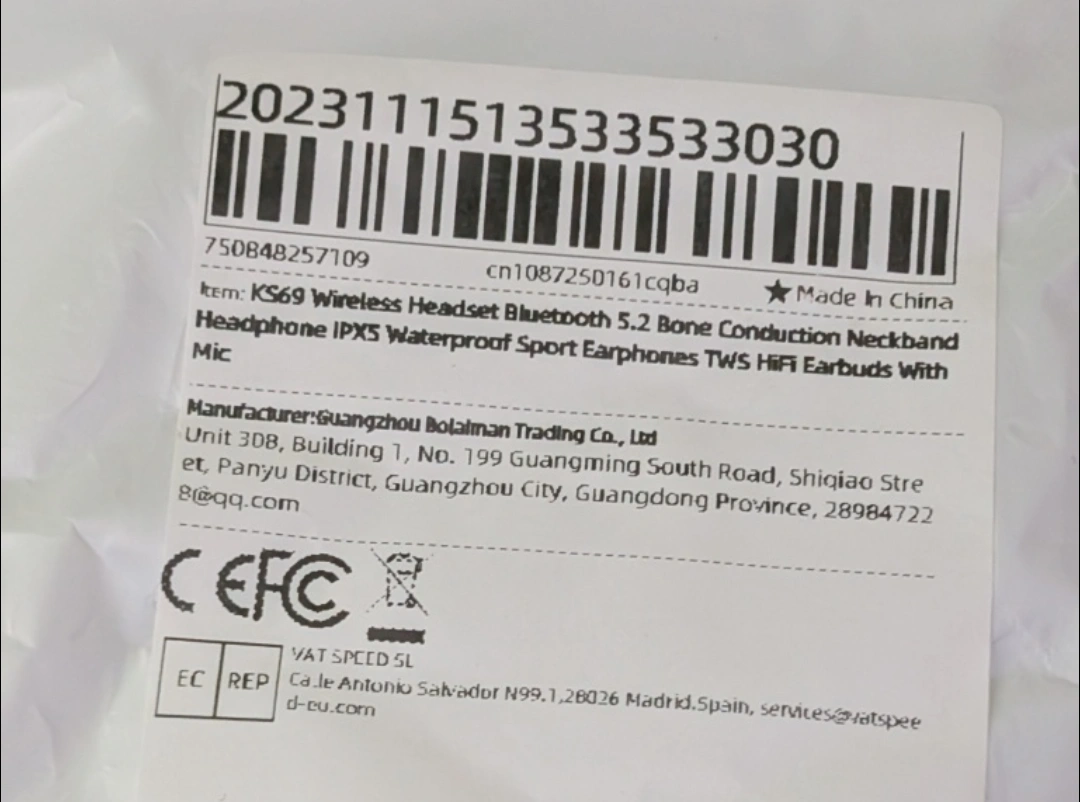 2023111513533533030
750848257109 cn1087250161cqba ★ Made In China
Item: KS69 Wireless Headset Bluetooth 5.2 Bone Conduction Neckband
Headphone IPX5 Waterproof Sport Earphones TWS HiFi Earbuds With
Mic
Manufacturer:Guangzhou Bolaiman Trading Co., Ltd
Unit 308, Building 1, No. 199 Guangming South Road, Shiqiao Stre
et, Panyu District, Guangzhou City, Guangdong Province, 28984722
8@qq.com
CE FC
EC REP
VAT SPEED SL
Calle Antonio Salvador N99.1,28026 Madrid.Spain, services@vatspee
d-eu.com